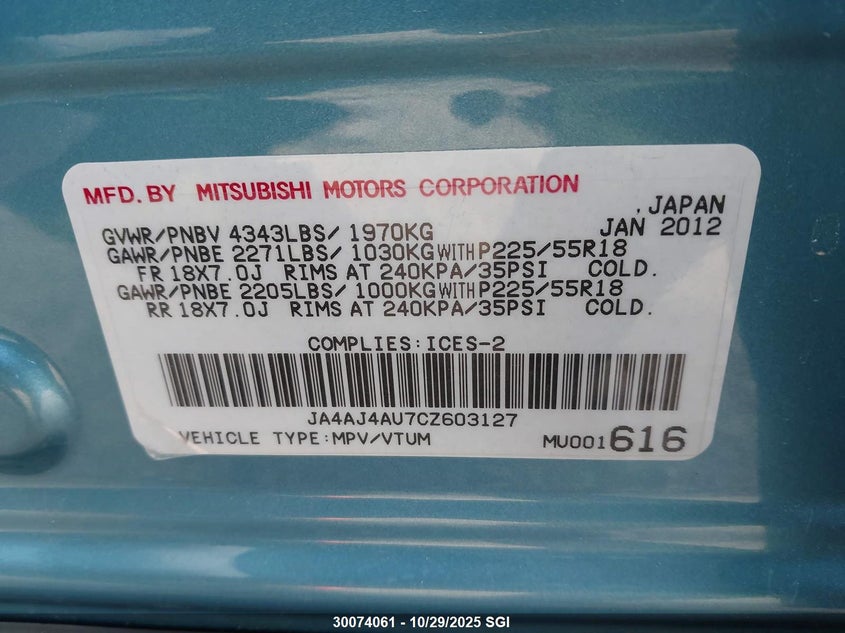 MFD. BY MITSUBISHI MOTORS CORPORATION
, JAPAN
GVWR/PNBV 4343LBS/ 1970KG JAN 2012
GAWR/PNBE 2271LBS/ 1030KG WITH P225/55R18
FR 18X7.0J RIMS AT 240KPA/35PSI COLD.
GAWR/PNBE 2205LBS/ 1000KG WITH P225/55R18
RR 18X7.0J RIMS AT 240KPA/35PSI COLD.
COMPLIES:ICES-2
JA4AJ4AU7CZ603127
VEHICLE TYPE:MPV/VTUM MU001616
30074061 - 10/29/2025 SGI